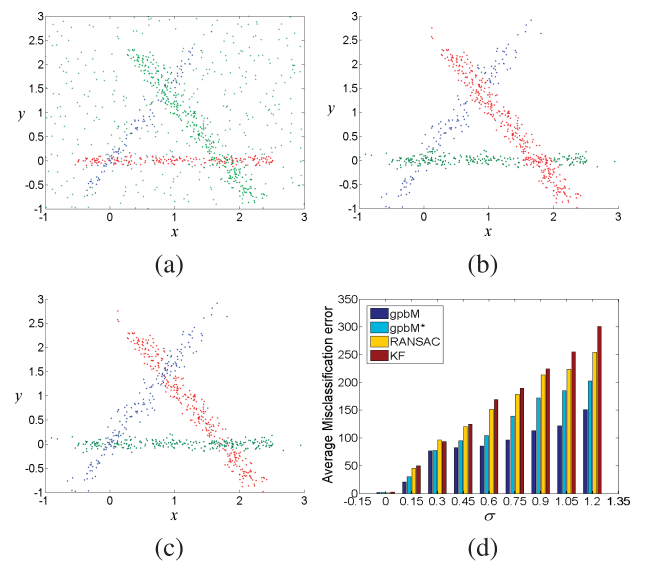 3
2.5
2
1.5
1
0.5
0
-0.5
-1
y
-1 0 1 2 3
x
(a)
3
2.5
2
1.5
1
0.5
0
-0.5
-1
y
-1 0 1 2 3
x
(b)
3
2.5
2
1.5
1
0.5
0
-0.5
-1
y
-1 0 1 2 3
x
(c)
Average Misclassification error
350
300
250
200
150
100
50
0
gpbM
gpbM*
RANSAC
KF
-0.15 0 0.15 0.3 0.45 0.6 0.75 0.9 1.05 1.2 1.35
σ
(d)